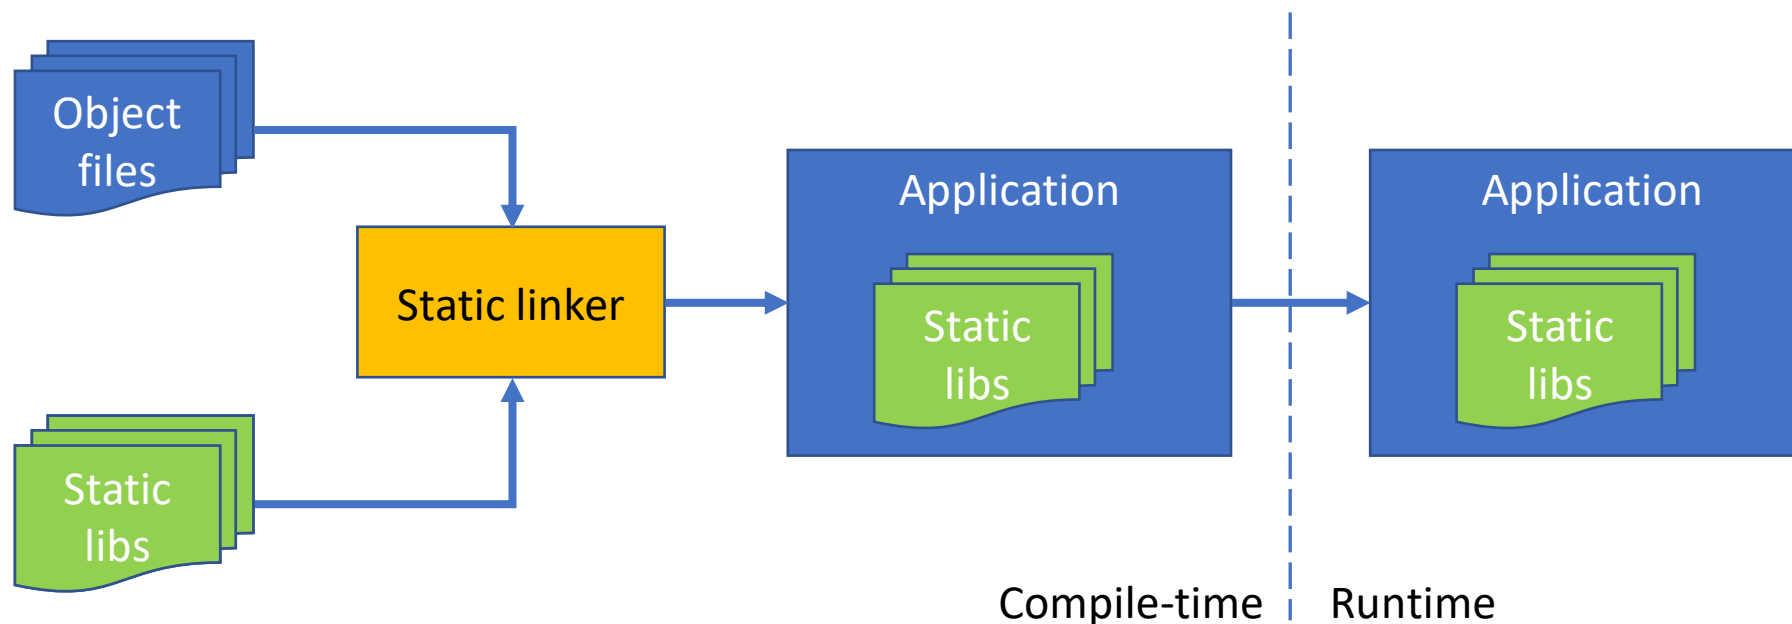 Object
files
Static
libs
Static linker
Application
Static
libs
Application
Static
libs
Compile-time
Runtime